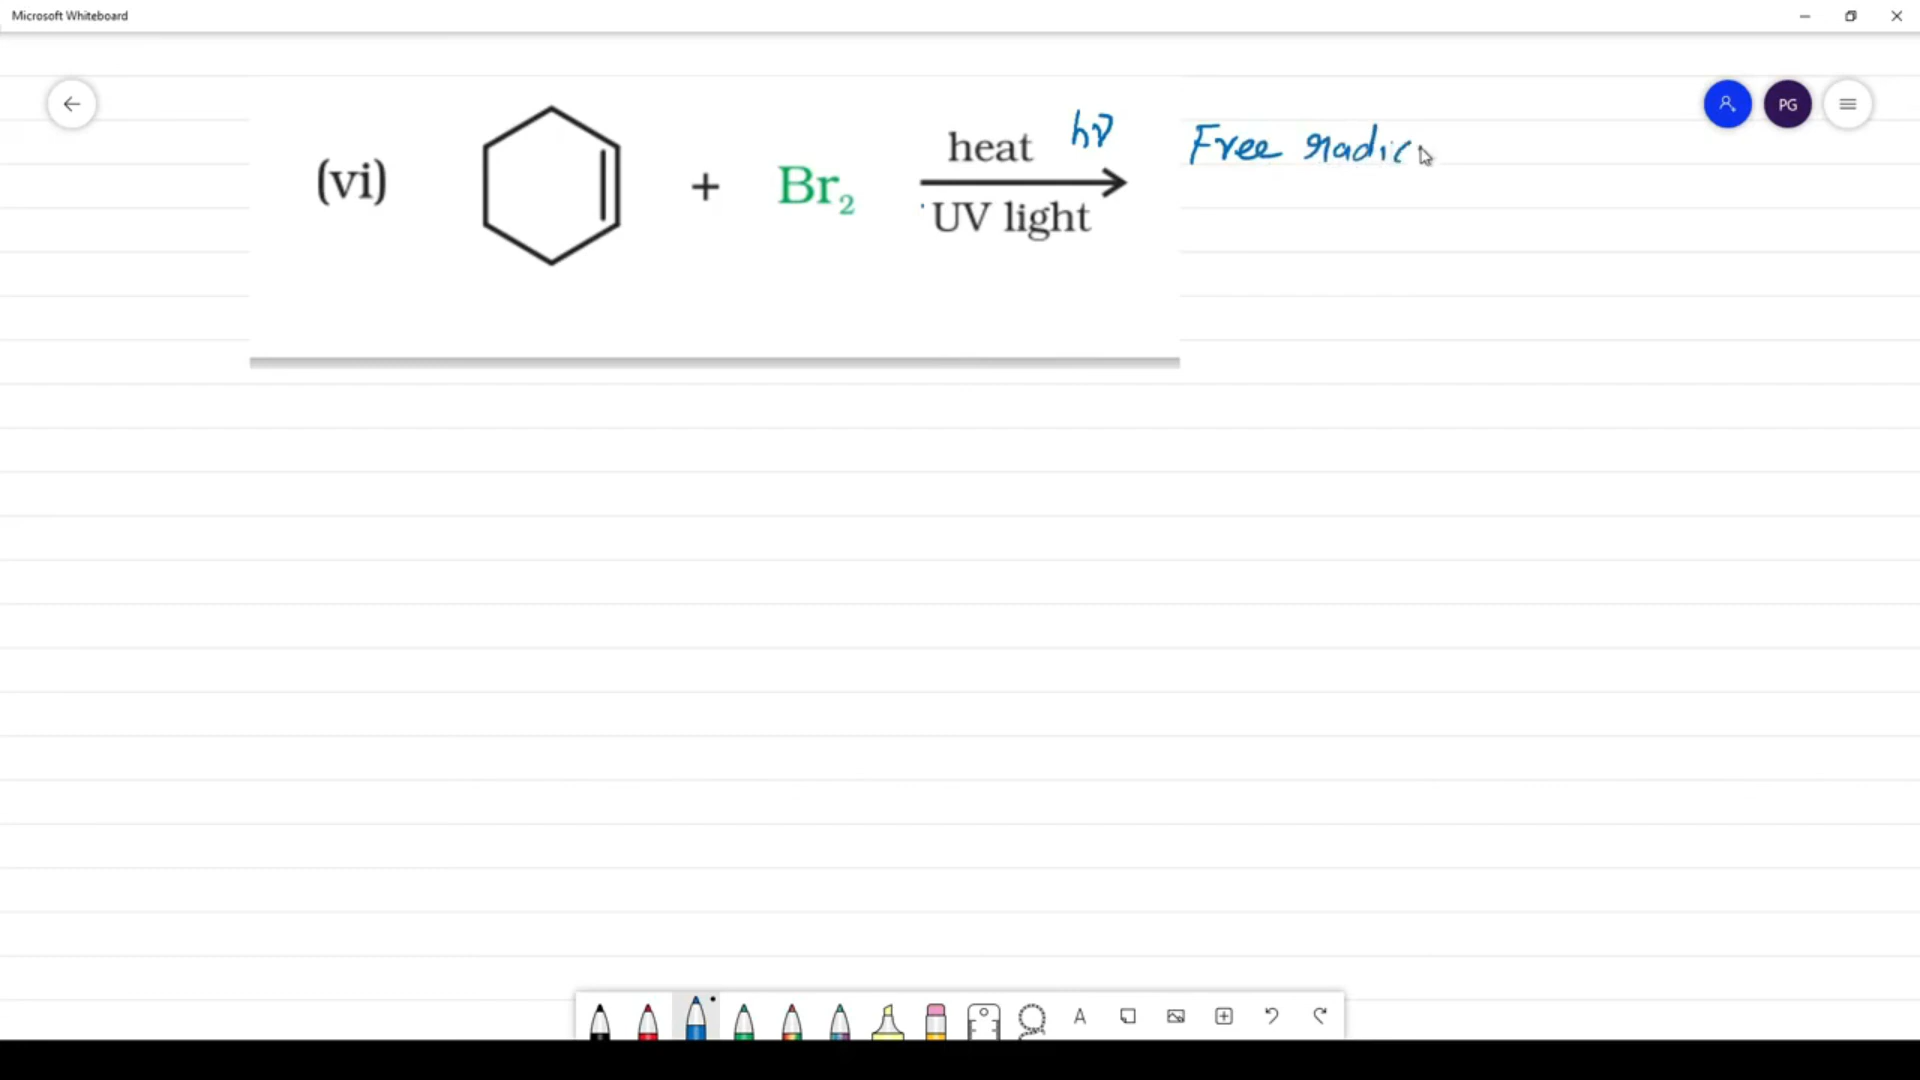 Microsoft Whiteboard
PG
(vi) + Br₂ heat hν Free radic
UV light
A